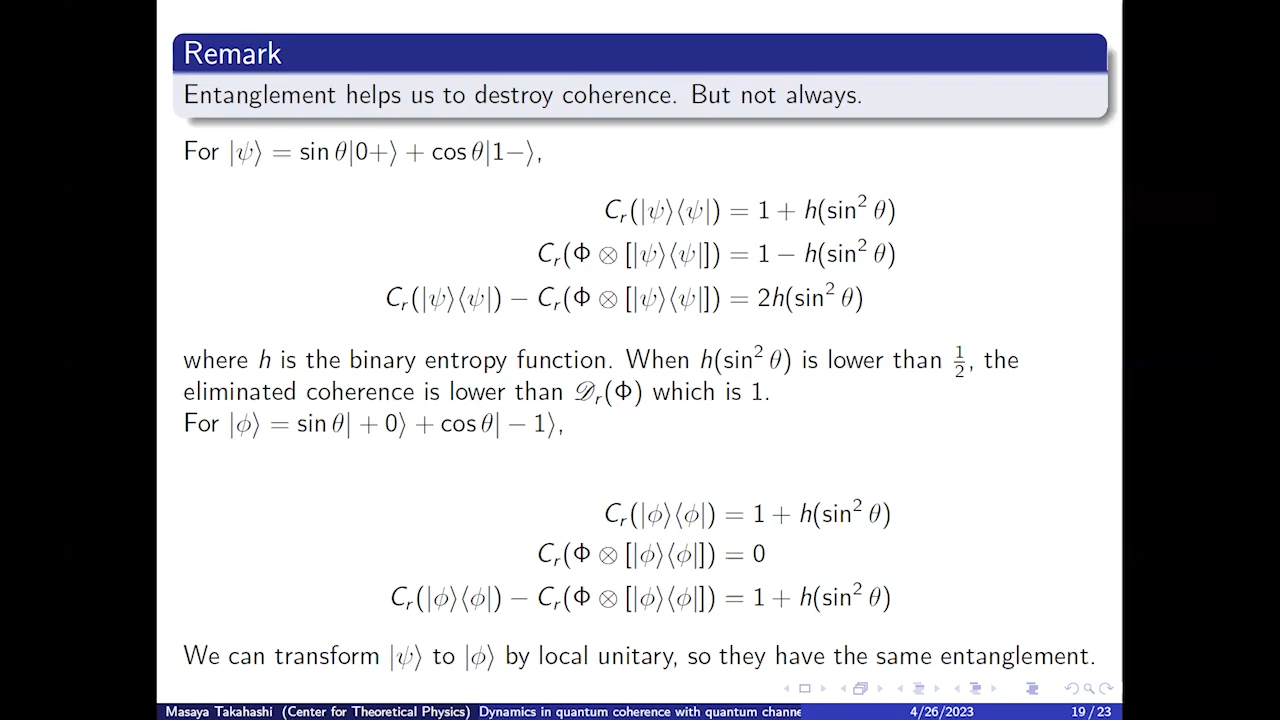 Remark
Entanglement helps us to destroy coherence. But not always.
For |ψ⟩ = sin θ|0+⟩ + cos θ|1−⟩,
C_r(|ψ⟩⟨ψ|) = 1 + h(sin² θ)
C_r(Φ ⊗ [|ψ⟩⟨ψ|]) = 1 − h(sin² θ)
C_r(|ψ⟩⟨ψ|) − C_r(Φ ⊗ [|ψ⟩⟨ψ|]) = 2h(sin² θ)
where h is the binary entropy function. When h(sin² θ) is lower than 1/2, the
eliminated coherence is lower than 𝒟_r(Φ) which is 1.
For |ϕ⟩ = sin θ| + 0⟩ + cos θ| − 1⟩,
C_r(|ϕ⟩⟨ϕ|) = 1 + h(sin² θ)
C_r(Φ ⊗ [|ϕ⟩⟨ϕ|]) = 0
C_r(|ϕ⟩⟨ϕ|) − C_r(Φ ⊗ [|ϕ⟩⟨ϕ|]) = 1 + h(sin² θ)
We can transform |ψ⟩ to |ϕ⟩ by local unitary, so they have the same entanglement.
Masaya Takahashi (Center for Theoretical Physics) Dynamics in quantum coherence with quantum channe 4/26/2023 19 / 23